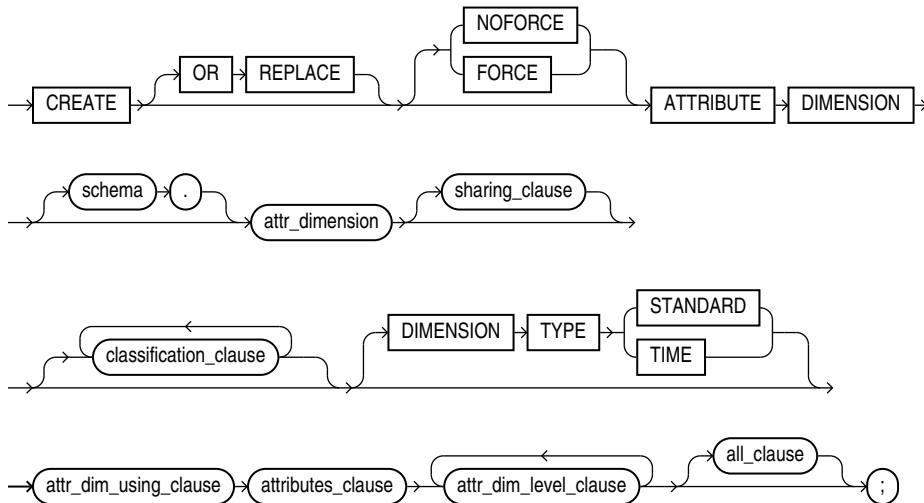 CREATE OR REPLACE NOFORCE FORCE ATTRIBUTE DIMENSION
schema . attr_dimension sharing_clause
classification_clause DIMENSION TYPE STANDARD TIME
attr_dim_using_clause attributes_clause attr_dim_level_clause all_clause ;